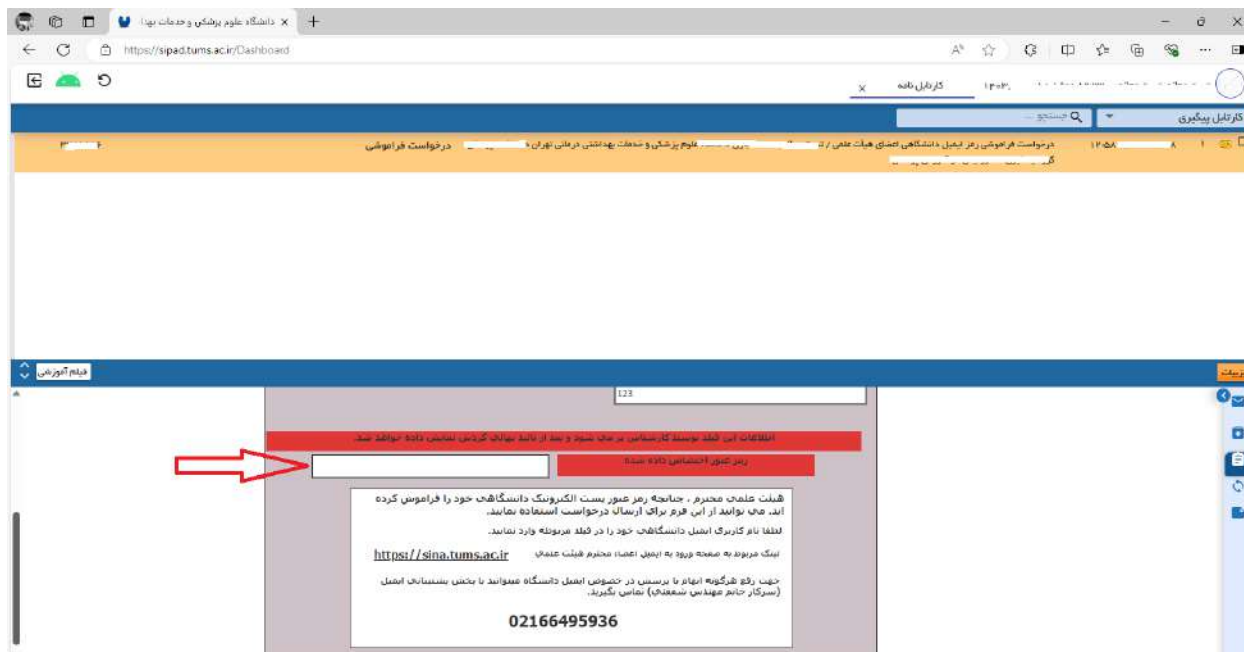 دانشگاه علوم پزشکی و خدمات بهدا
https://sipad.tums.ac.ir/Dashboard
کارتابل نامه
کارتابل پیگیری
جستجو ...
درخواست فراموشی رمز ایمیل دانشگاهی اعضای هیأت علمی /
علوم پزشکی و خدمات بهداشتی درمانی تهران
درخواست فراموشی
فیلم آموزشی
123
اطلاعات این فیلد توسط کارشناس پر می شود و بعد از تائید نهائی گردش نمایش داده خواهد شد.
رمز عبور اختصاص داده شده
هیئت علمی محترم ، چنانچه رمز عبور پست الکرونیک دانشگاهی خود را فراموش کرده
اند، می توانید از این فرم برای ارسال درخواست استفاده نمایید.
لطفا نام کاربری ایمیل دانشگاهی خود را در فیلد مربوطه وارد نمایید.
لینک مربوط به صفحه ورود به ایمیل اعضاء محترم هیئت علمی https://sina.tums.ac.ir
جهت رفع هرگونه ابهام یا پرسش در خصوص ایمیل دانشگاه میتوانید با بخش پشتیبانی ایمیل
(سرکار خانم مهندس شفعتی) تماس بگیرید.
02166495936